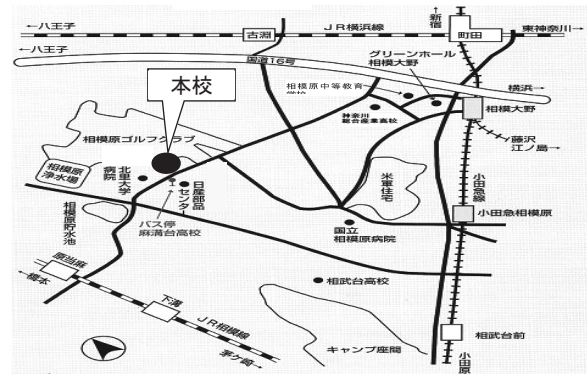 ←八王子
JR横浜線
古淵
↑新宿
町田
東神奈川→
←八王子
国道16号
グリーンホール
相模大野
横浜→
相模原中等教育
学校
本校
神奈川
総合産業高校
相模大野
相模原ゴルフクラブ
藤沢
江ノ島→
相模原
浄水場
北里大学
病院
日産部品
センター
米軍住宅
小田急線
バス停
麻溝台高校
相模原貯水池
国立
相模原病院
小田急相模原
原当麻
←橋本
相武台高校
下溝
JR相模線
茅ヶ崎→
キャンプ座間
相武台前
小田原